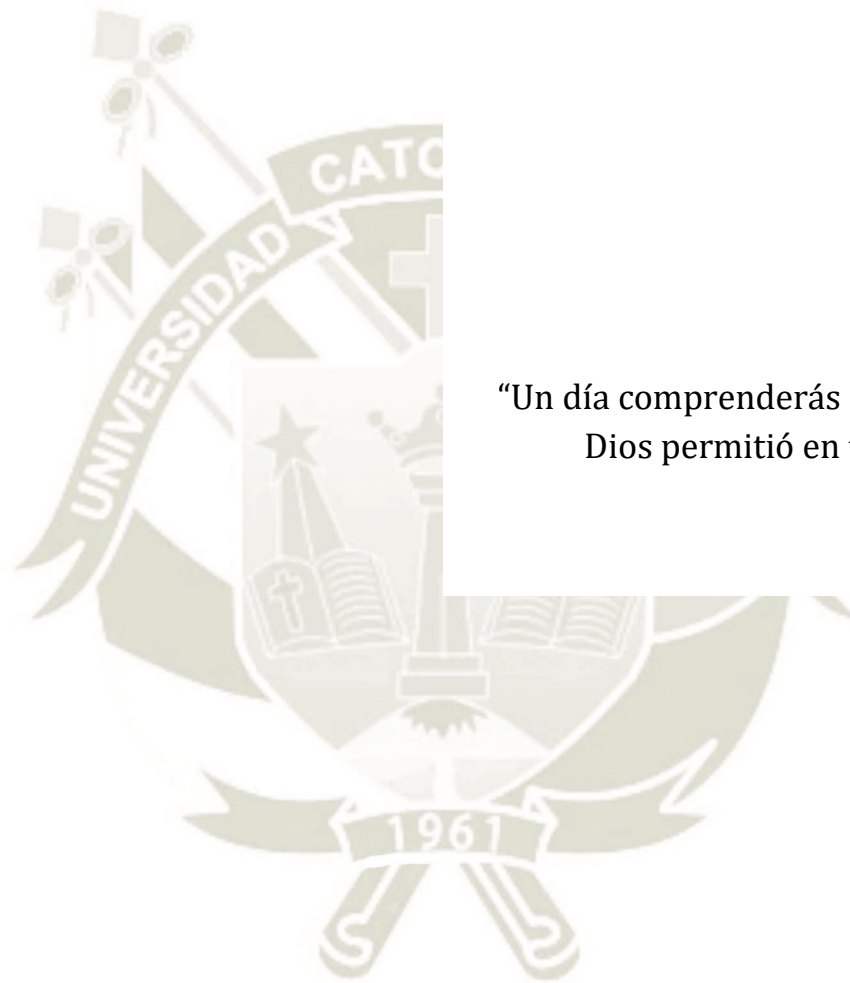 CATO
UNIVERSIDAD
“Un día comprenderás
Dios permitió en
1961